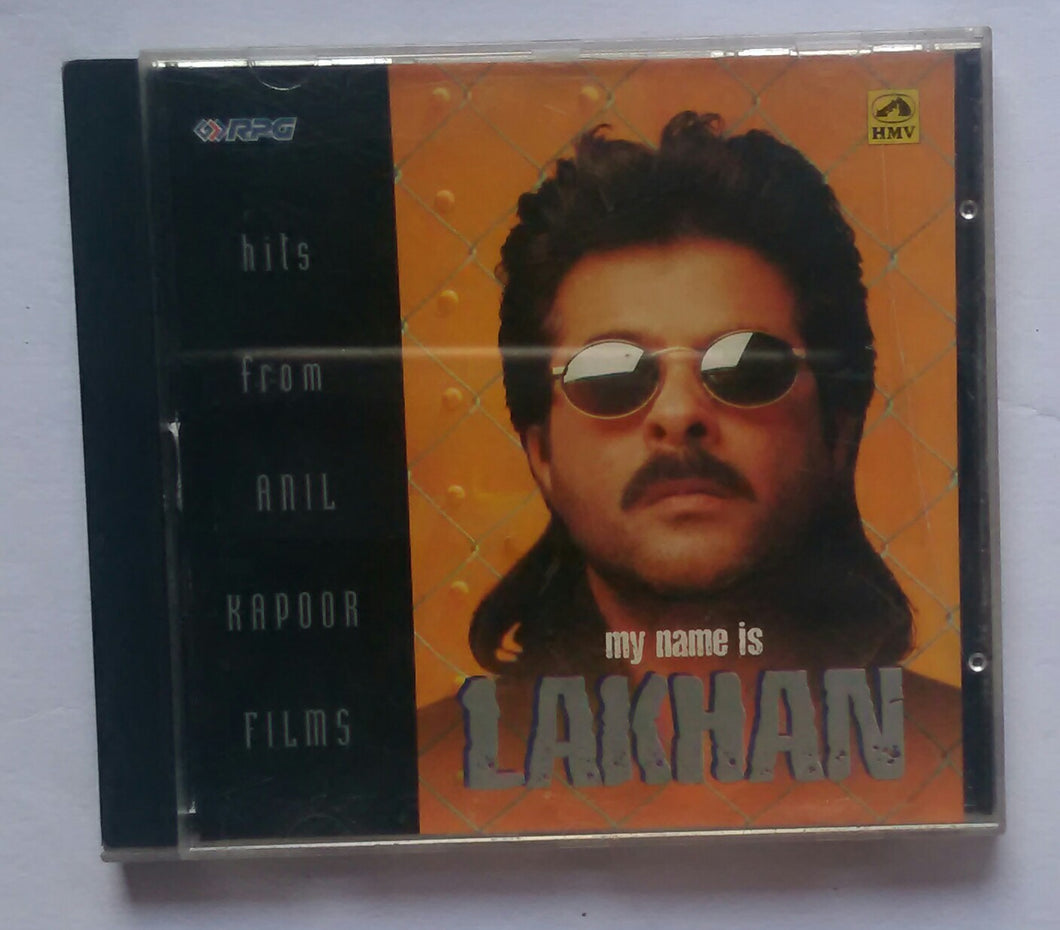 RPG
hits
from
ANIL
KAPOOR
FILMS
HMV
my name is
LAKHAN